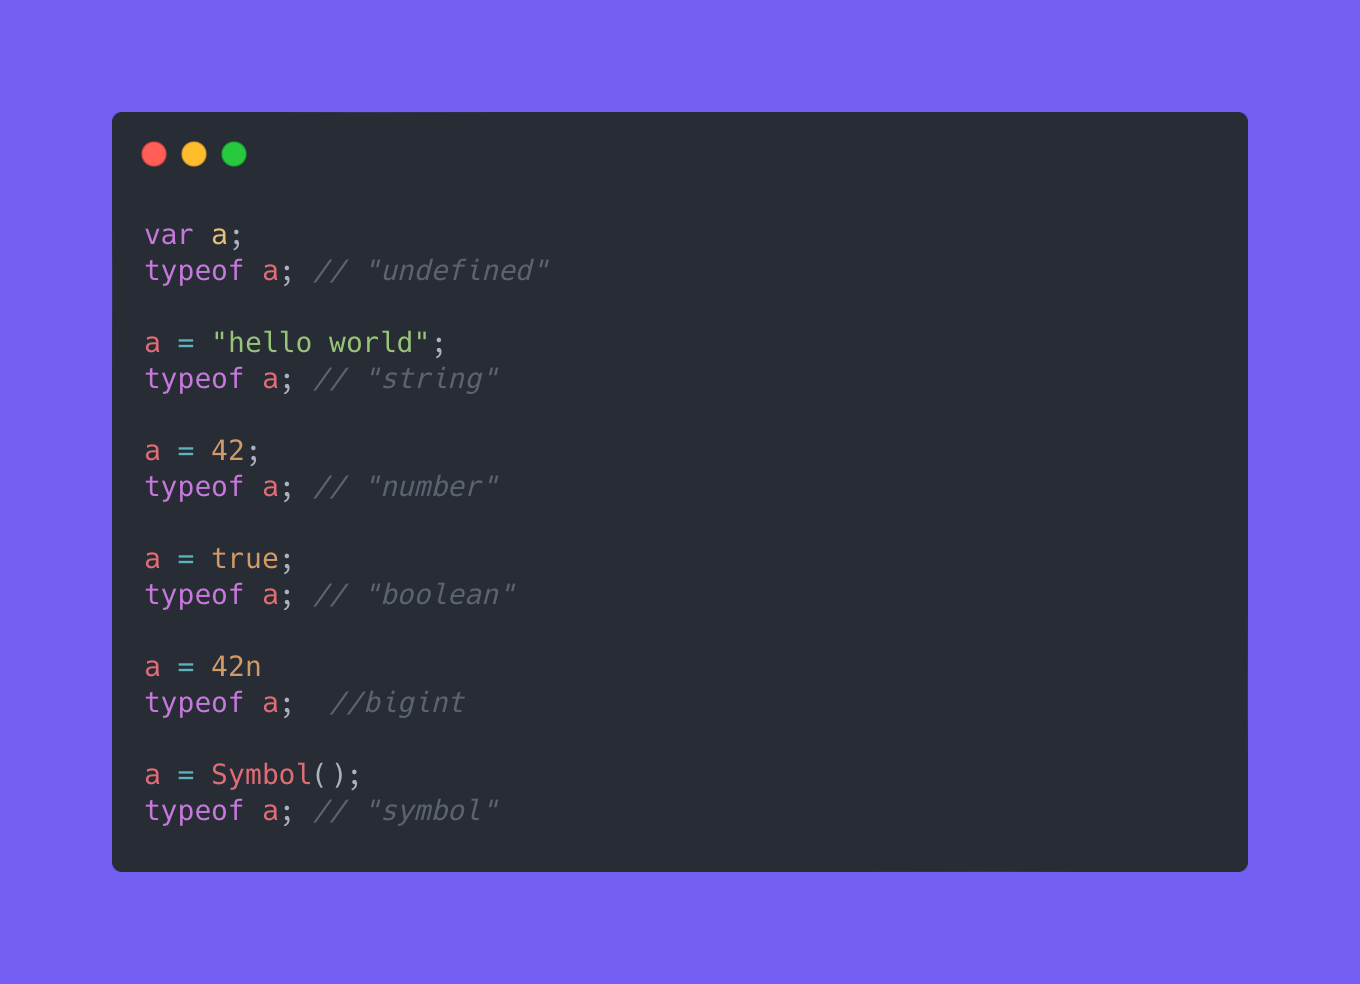 var a;
typeof a; // "undefined"
a = "hello world";
typeof a; // "string"
a = 42;
typeof a; // "number"
a = true;
typeof a; // "boolean"
a = 42n
typeof a;  //bigint
a = Symbol();
typeof a; // "symbol"